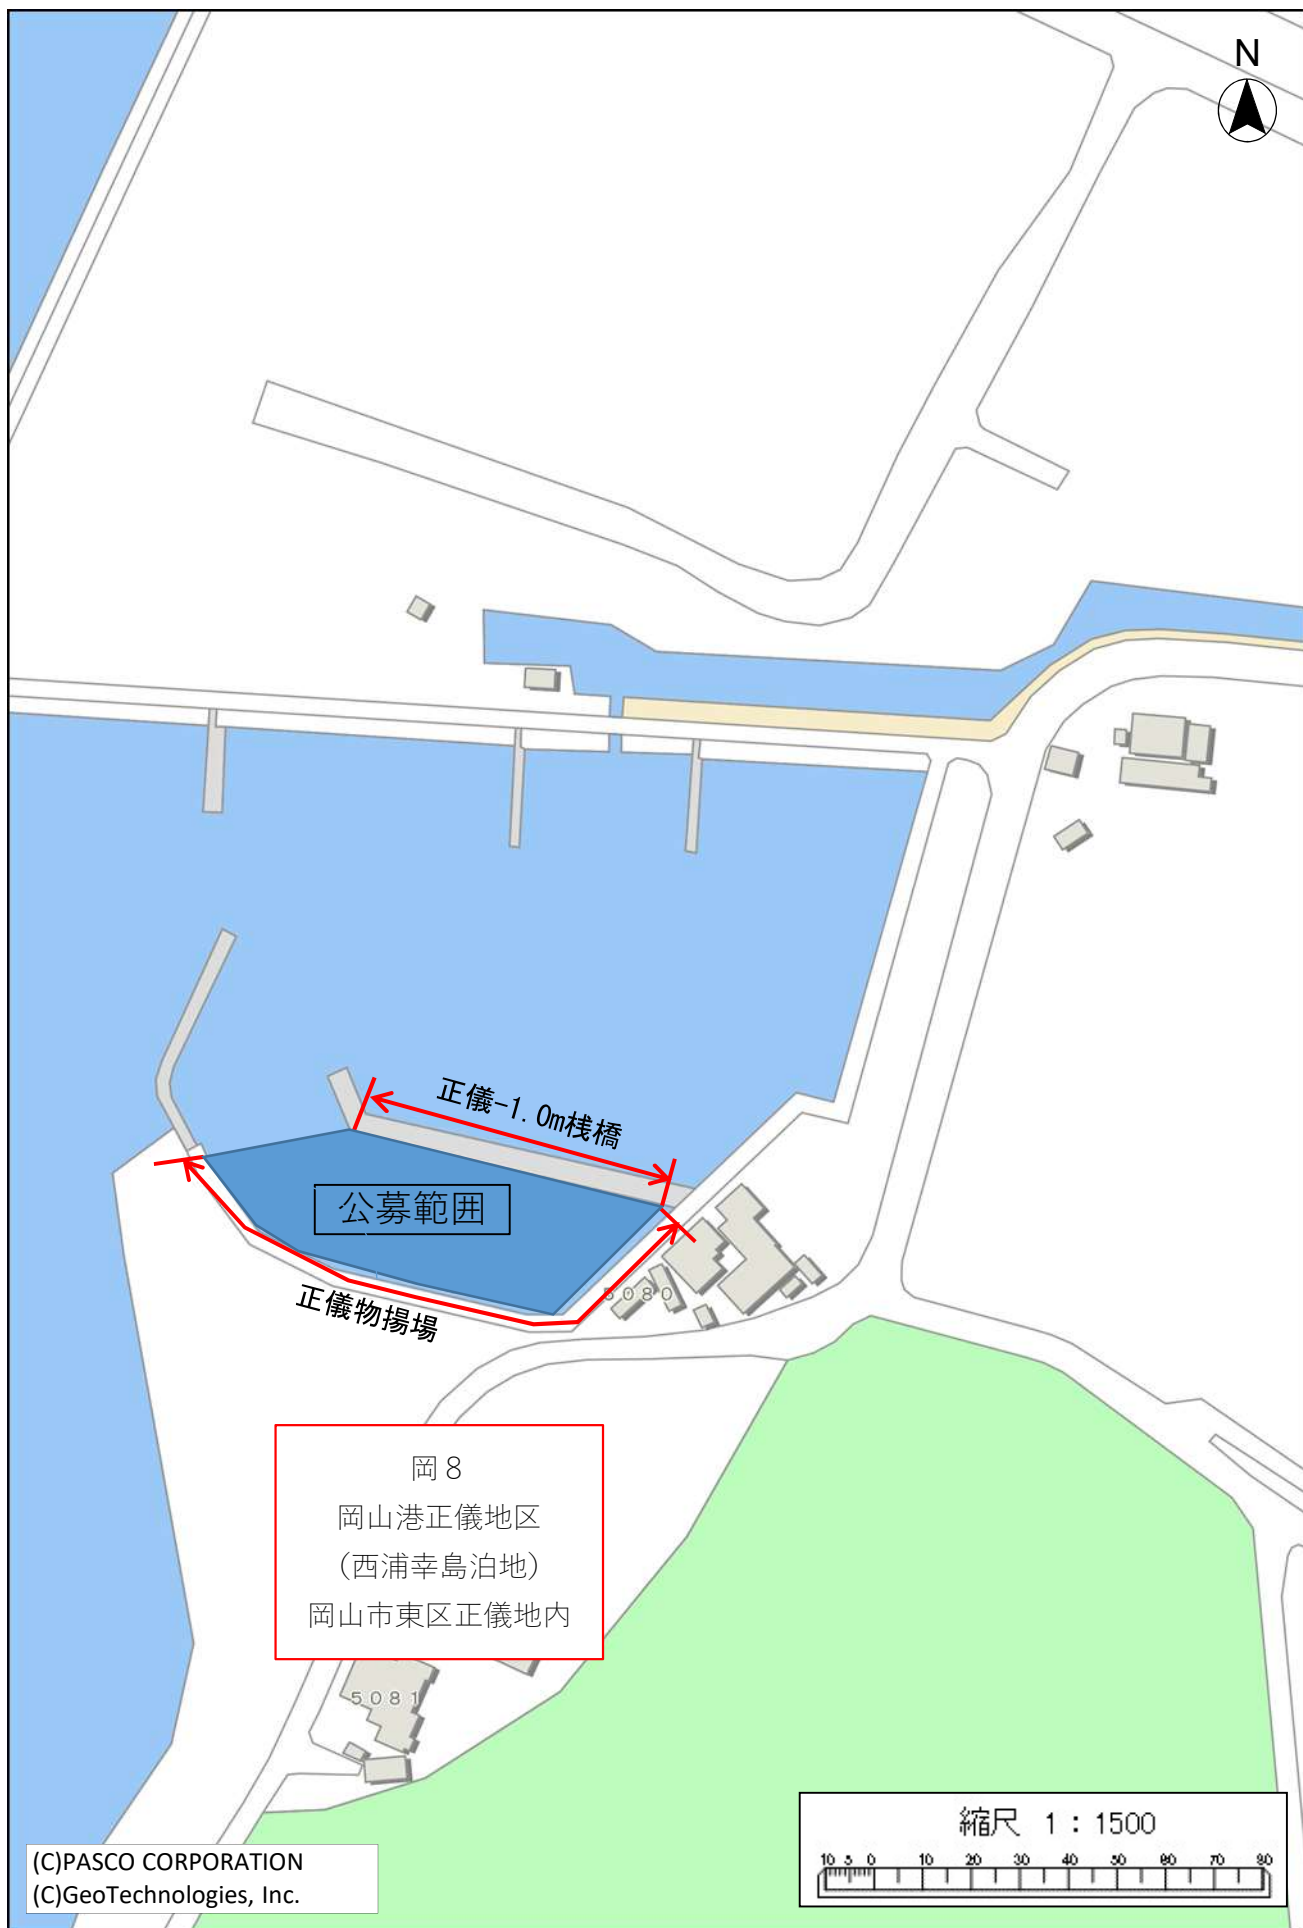 N
正儀-1.0m桟橋
公募範囲
5080
正儀物揚場
岡８
岡山港正儀地区
（西浦幸島泊地）
岡山市東区正儀地内
5081
縮尺 1：1500
10 5 0 10 20 30 40 50 60 70 80
(C)PASCO CORPORATION
(C)GeoTechnologies, Inc.